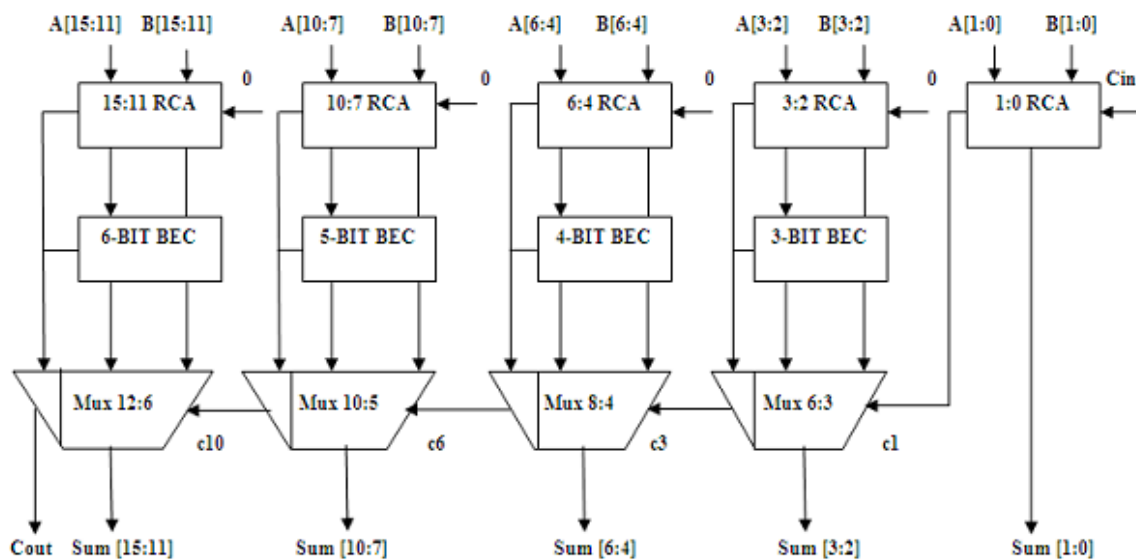 A[15:11] B[15:11] A[10:7] B[10:7] A[6:4] B[6:4] A[3:2] B[3:2] A[1:0] B[1:0]
0 0 0 0 Cin
15:11 RCA 10:7 RCA 6:4 RCA 3:2 RCA 1:0 RCA
6-BIT BEC 5-BIT BEC 4-BIT BEC 3-BIT BEC
Mux 12:6 Mux 10:5 Mux 8:4 Mux 6:3
c10 c6 c3 c1
Cout Sum [15:11] Sum [10:7] Sum [6:4] Sum [3:2] Sum [1:0]